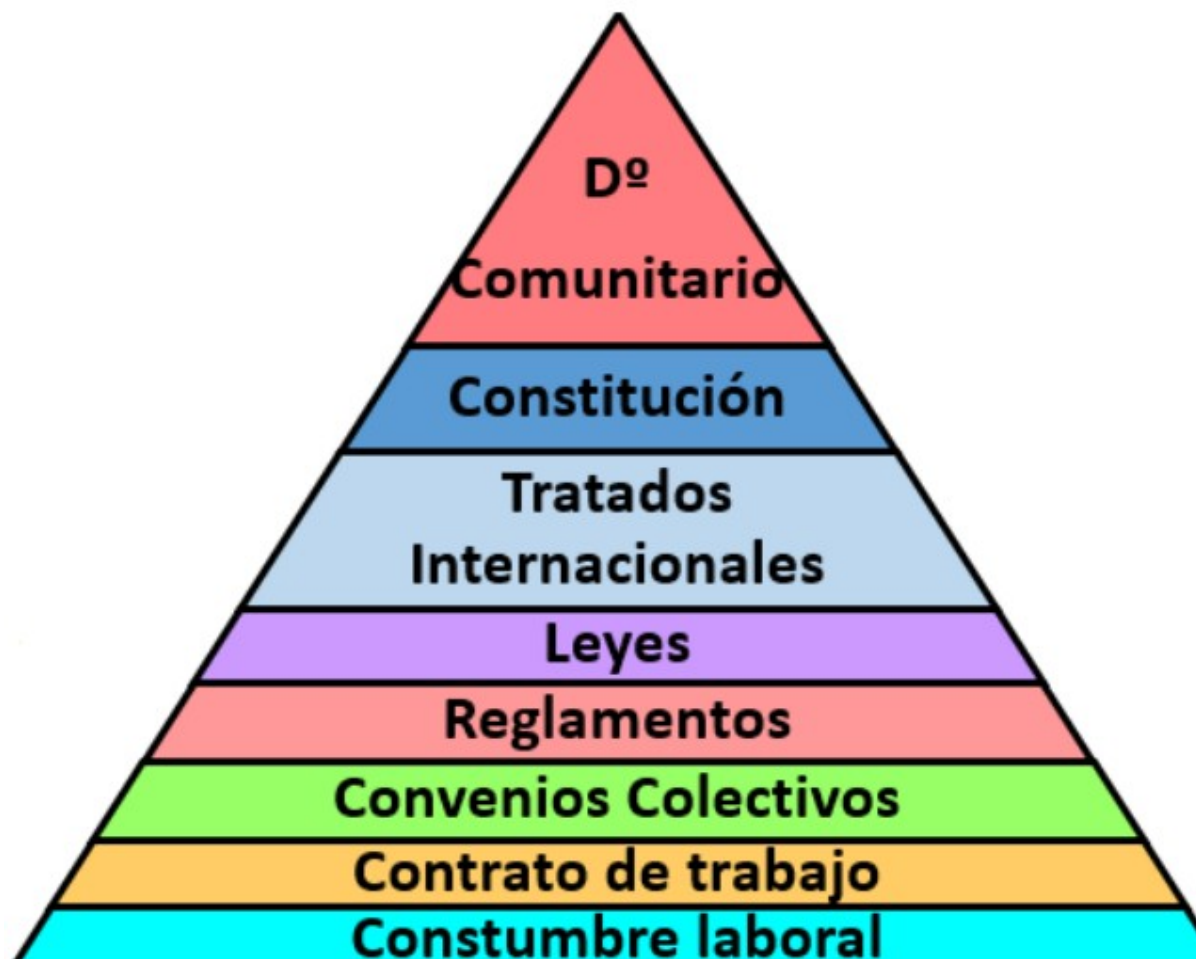 Dº
Comunitario
Constitución
Tratados
Internacionales
Leyes
Reglamentos
Convenios Colectivos
Contrato de trabajo
Constumbre laboral